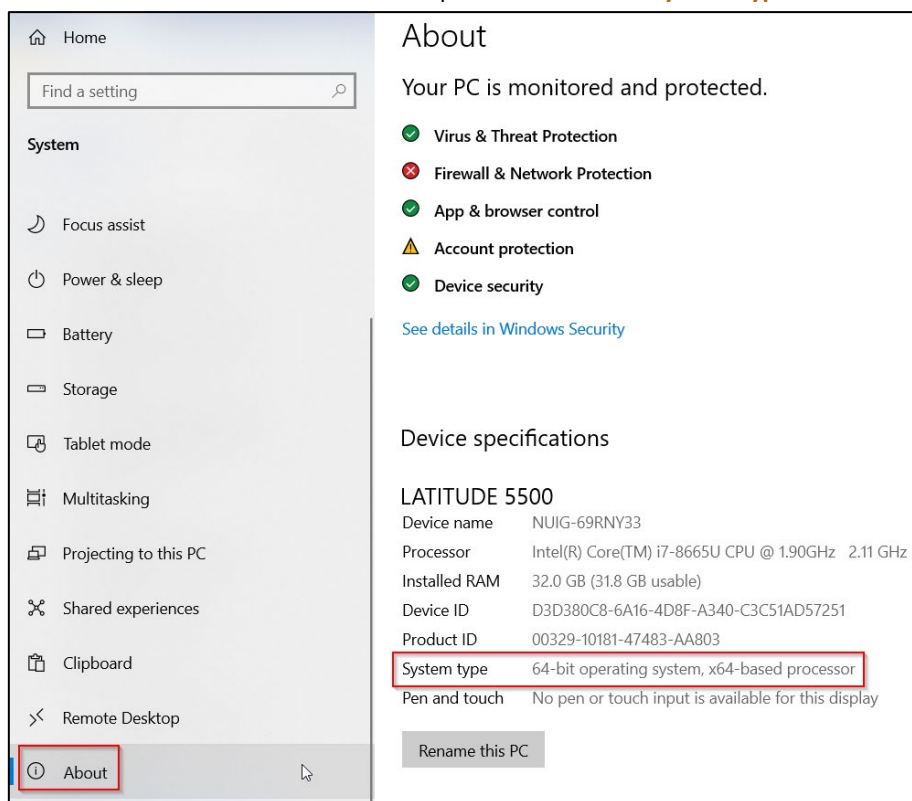 Home
Find a setting
System
Focus assist
Power & sleep
Battery
Storage
Tablet mode
Multitasking
Projecting to this PC
Shared experiences
Clipboard
Remote Desktop
About
About
Your PC is monitored and protected.
Virus & Threat Protection
Firewall & Network Protection
App & browser control
Account protection
Device security
See details in Windows Security
Device specifications
LATITUDE 5500
Device name NUIG-69RNY33
Processor Intel(R) Core(TM) i7-8665U CPU @ 1.90GHz 2.11 GHz
Installed RAM 32.0 GB (31.8 GB usable)
Device ID D3D380C8-6A16-4D8F-A340-C3C51AD57251
Product ID 00329-10181-47483-AA803
System type 64-bit operating system, x64-based processor
Pen and touch No pen or touch input is available for this display
Rename this PC